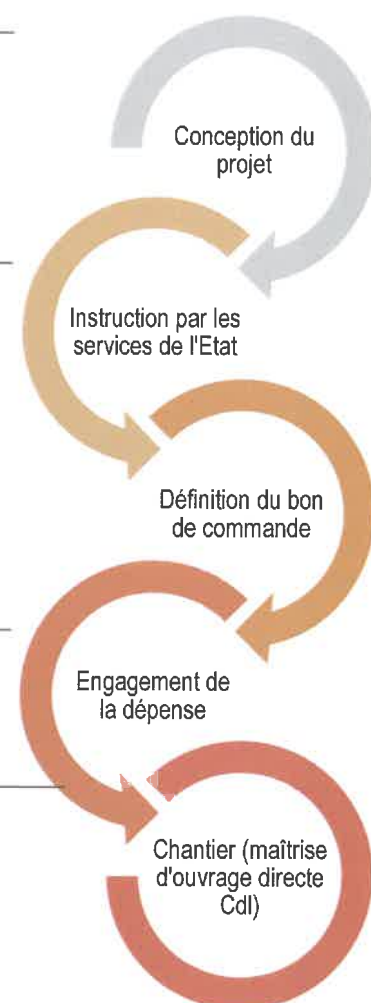 Conception du
projet
Instruction par les
services de l'Etat
Définition du bon
de commande
Engagement de
la dépense
Chantier (maîtrise
d'ouvrage directe
Cdl)